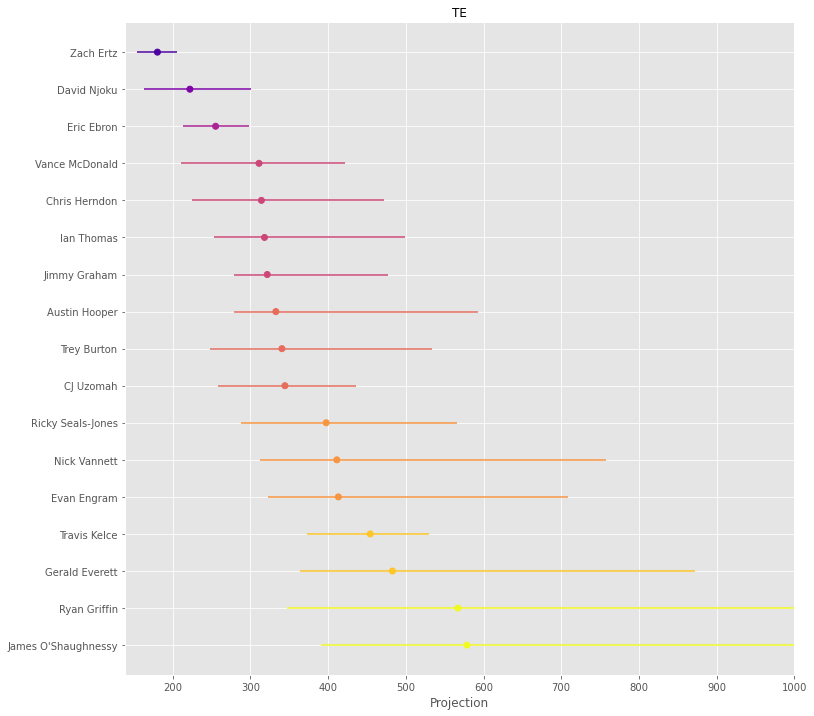 TE
Zach Ertz
David Njoku
Eric Ebron
Vance McDonald
Chris Herndon
Ian Thomas
Jimmy Graham
Austin Hooper
Trey Burton
CJ Uzomah
Ricky Seals-Jones
Nick Vannett
Evan Engram
Travis Kelce
Gerald Everett
Ryan Griffin
James O'Shaughnessy
200 300 400 500 600 700 800 900 1000
Projection